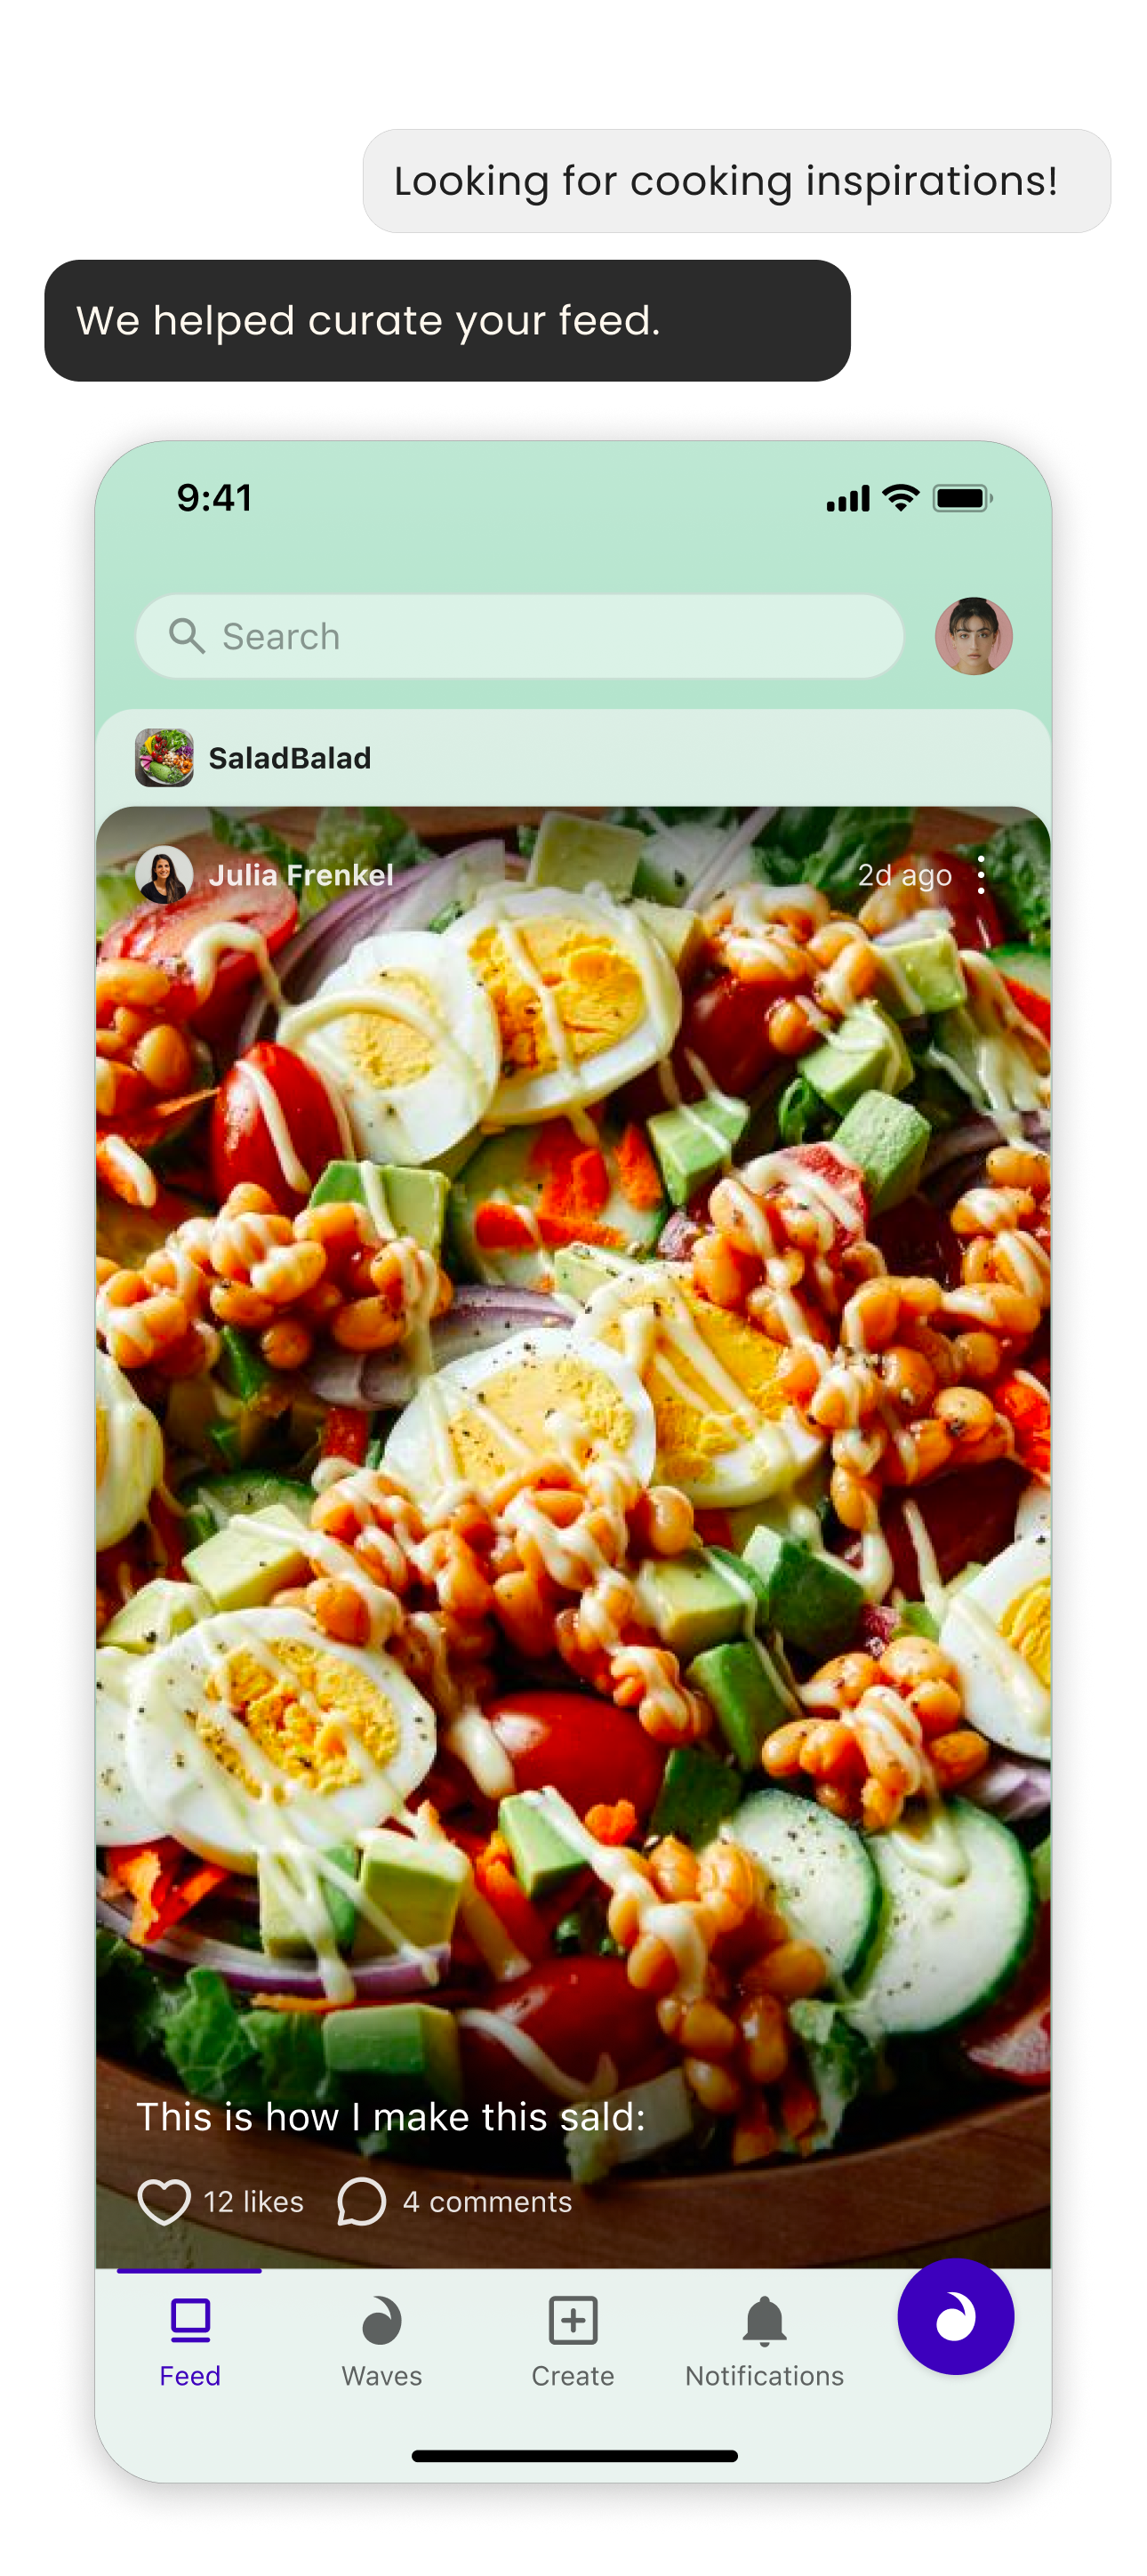 Looking for cooking inspirations!
We helped curate your feed.
9:41
Search
SaladBalad
Julia Frenkel 2d ago
This is how I make this sald:
12 likes 4 comments
Feed Waves Create Notifications